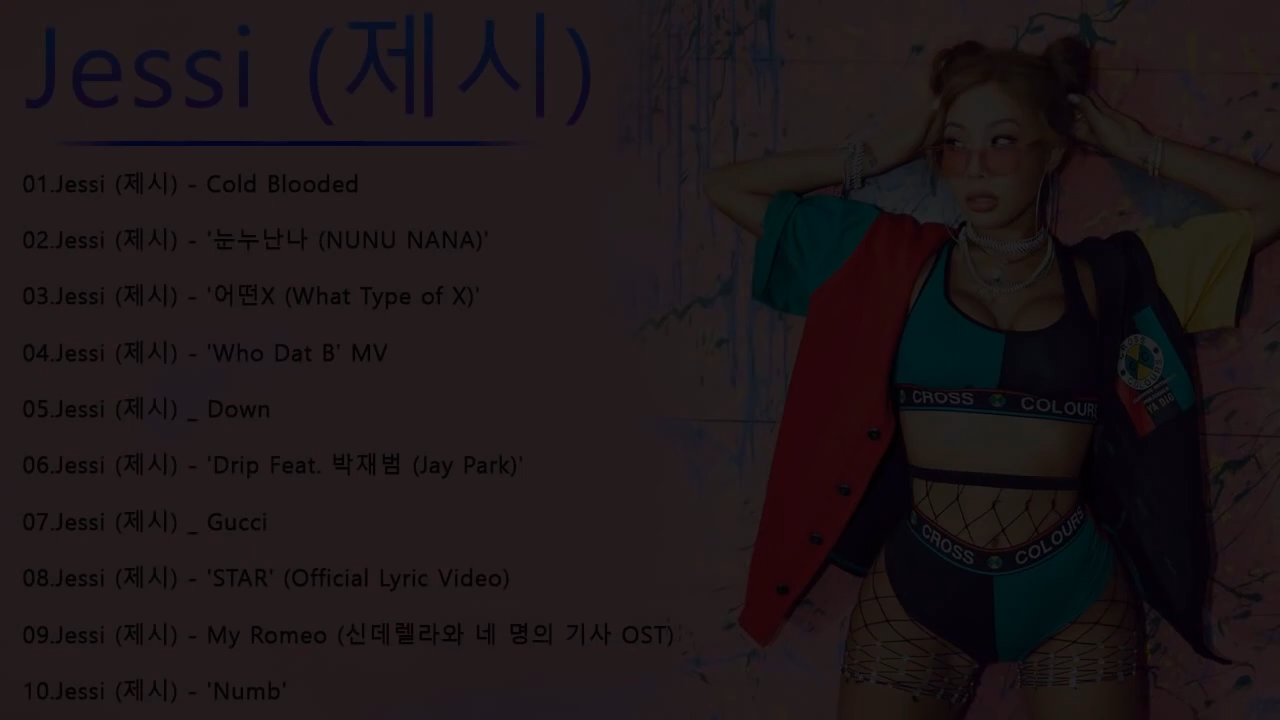 Jessi (제시)
01.Jessi (제시) - Cold Blooded
02.Jessi (제시) - '눈누난나 (NUNU NANA)'
03.Jessi (제시) - '어떤X (What Type of X)'
04.Jessi (제시) - 'Who Dat B' MV
05.Jessi (제시) _ Down
06.Jessi (제시) - 'Drip Feat. 박재범 (Jay Park)'
07.Jessi (제시) _ Gucci
08.Jessi (제시) - 'STAR' (Official Lyric Video)
09.Jessi (제시) - My Romeo (신데렐라와 네 명의 기사 OST)
10.Jessi (제시) - 'Numb'
CROSS COLOURS
CROSS COLOURS
YA DIG